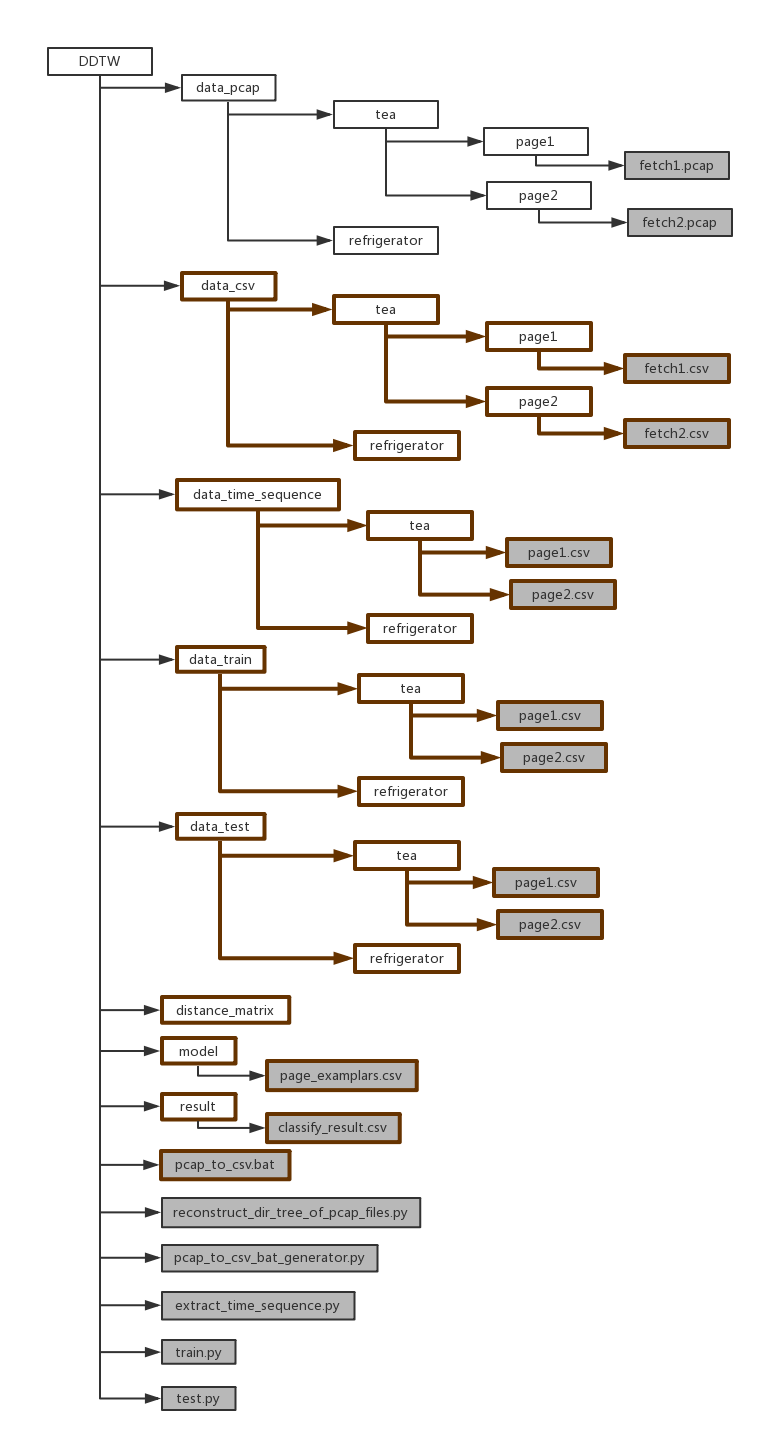 DDTW
data_pcap
tea
page1
fetch1.pcap
page2
fetch2.pcap
refrigerator
data_csv
tea
page1
fetch1.csv
page2
fetch2.csv
refrigerator
data_time_sequence
tea
page1.csv
page2.csv
refrigerator
data_train
tea
page1.csv
page2.csv
refrigerator
data_test
tea
page1.csv
page2.csv
refrigerator
distance_matrix
model
page_examplars.csv
result
classify_result.csv
pcap_to_csv.bat
reconstruct_dir_tree_of_pcap_files.py
pcap_to_csv_bat_generator.py
extract_time_sequence.py
train.py
test.py